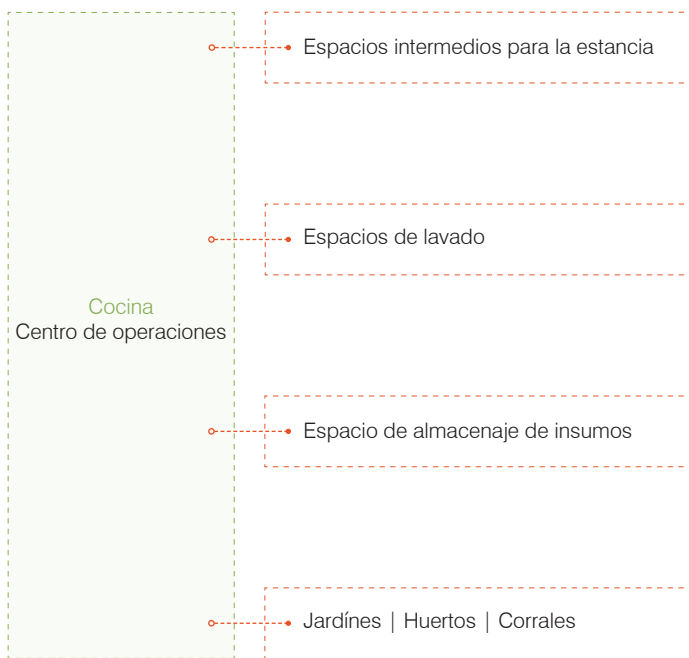 Espacios intermedios para la estancia
Espacios de lavado
Cocina
Centro de operaciones
Espacio de almacenaje de insumos
Jardínes | Huertos | Corrales